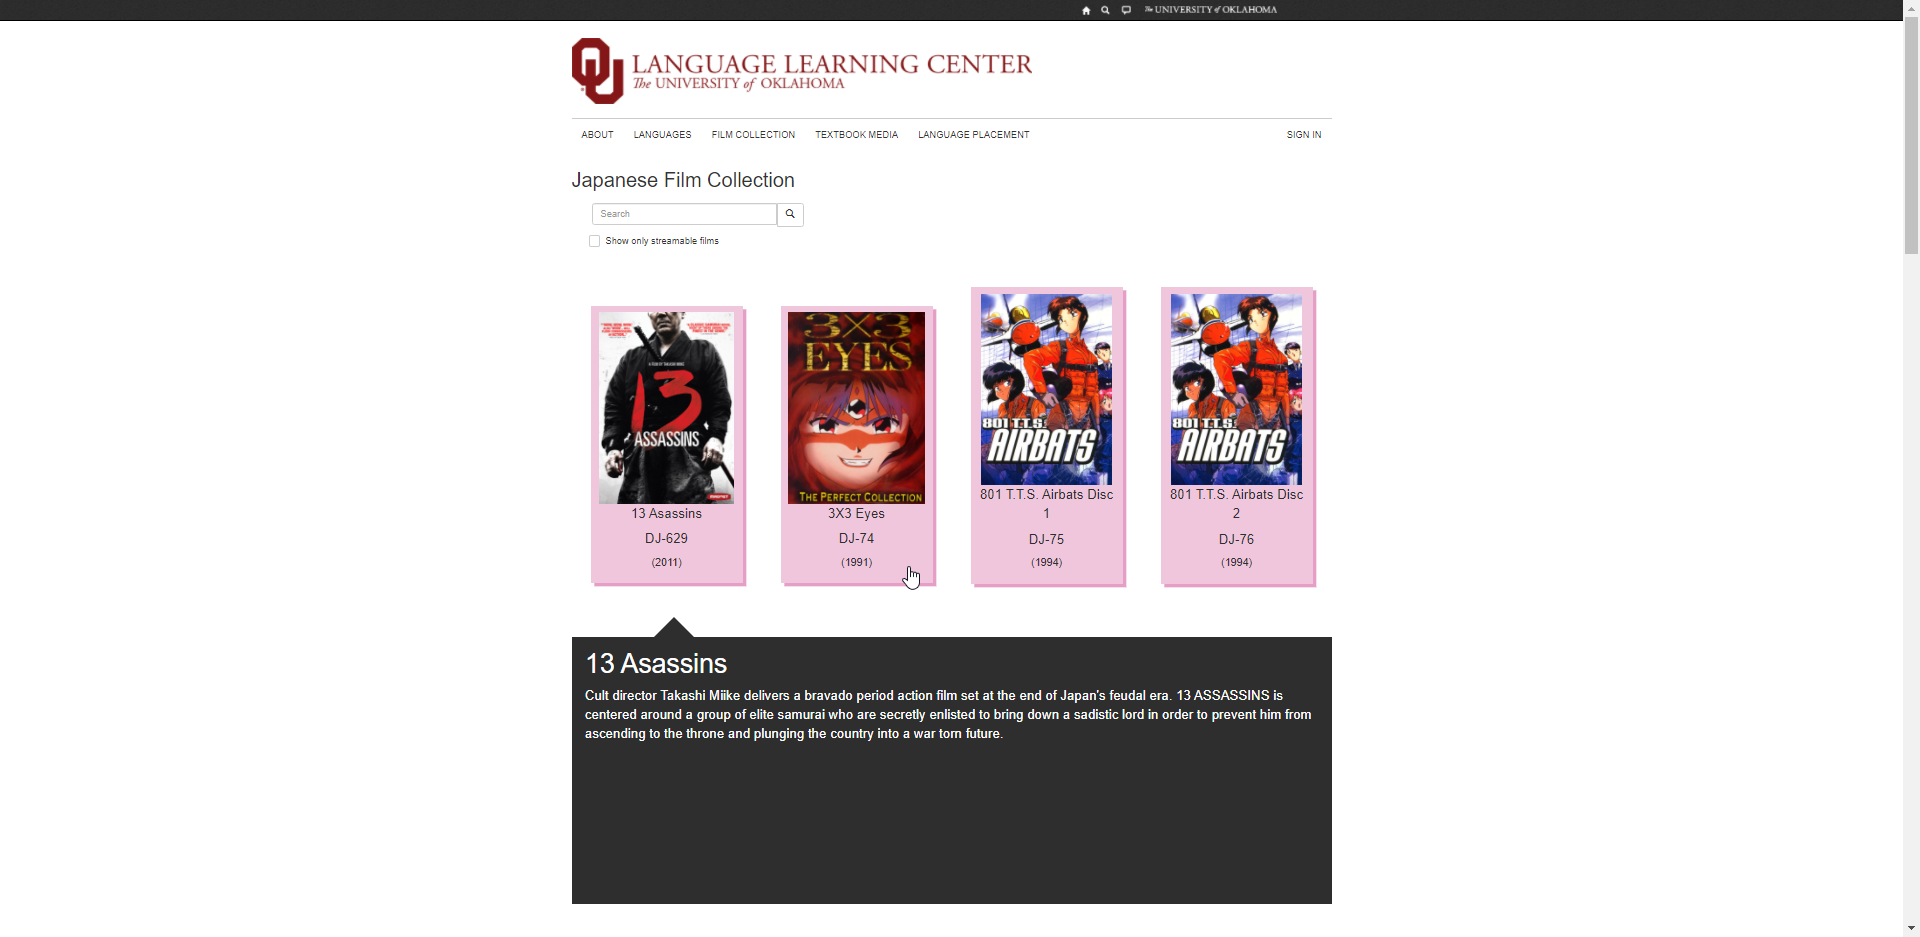 The UNIVERSITY of OKLAHOMA
LANGUAGE LEARNING CENTER
The UNIVERSITY of OKLAHOMA
ABOUT LANGUAGES FILM COLLECTION TEXTBOOK MEDIA LANGUAGE PLACEMENT SIGN IN
Japanese Film Collection
Search
Show only streamable films
A FILM BY TAKASHI MIIKE
13
ASSASSINS
13 Asassins
DJ-629
(2011)
3X3
EYES
THE PERFECT COLLECTION
3X3 Eyes
DJ-74
(1991)
801 T.T.S.
AIRBATS
801 T.T.S. Airbats Disc
1
DJ-75
(1994)
801 T.T.S.
AIRBATS
801 T.T.S. Airbats Disc
2
DJ-76
(1994)
13 Asassins
Cult director Takashi Miike delivers a bravado period action film set at the end of Japan's feudal era. 13 ASSASSINS is
centered around a group of elite samurai who are secretly enlisted to bring down a sadistic lord in order to prevent him from
ascending to the throne and plunging the country into a war torn future.